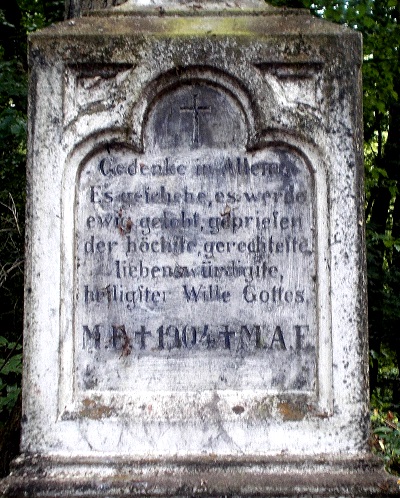 Gedenke in Allem:
Es geschehe, es werde
ewig gelobt, gepriesen
der höchste, gerechteste
liebenswürdigste,
heiligster Wille Gottes.
M.F. † 1904 † M.A.F.